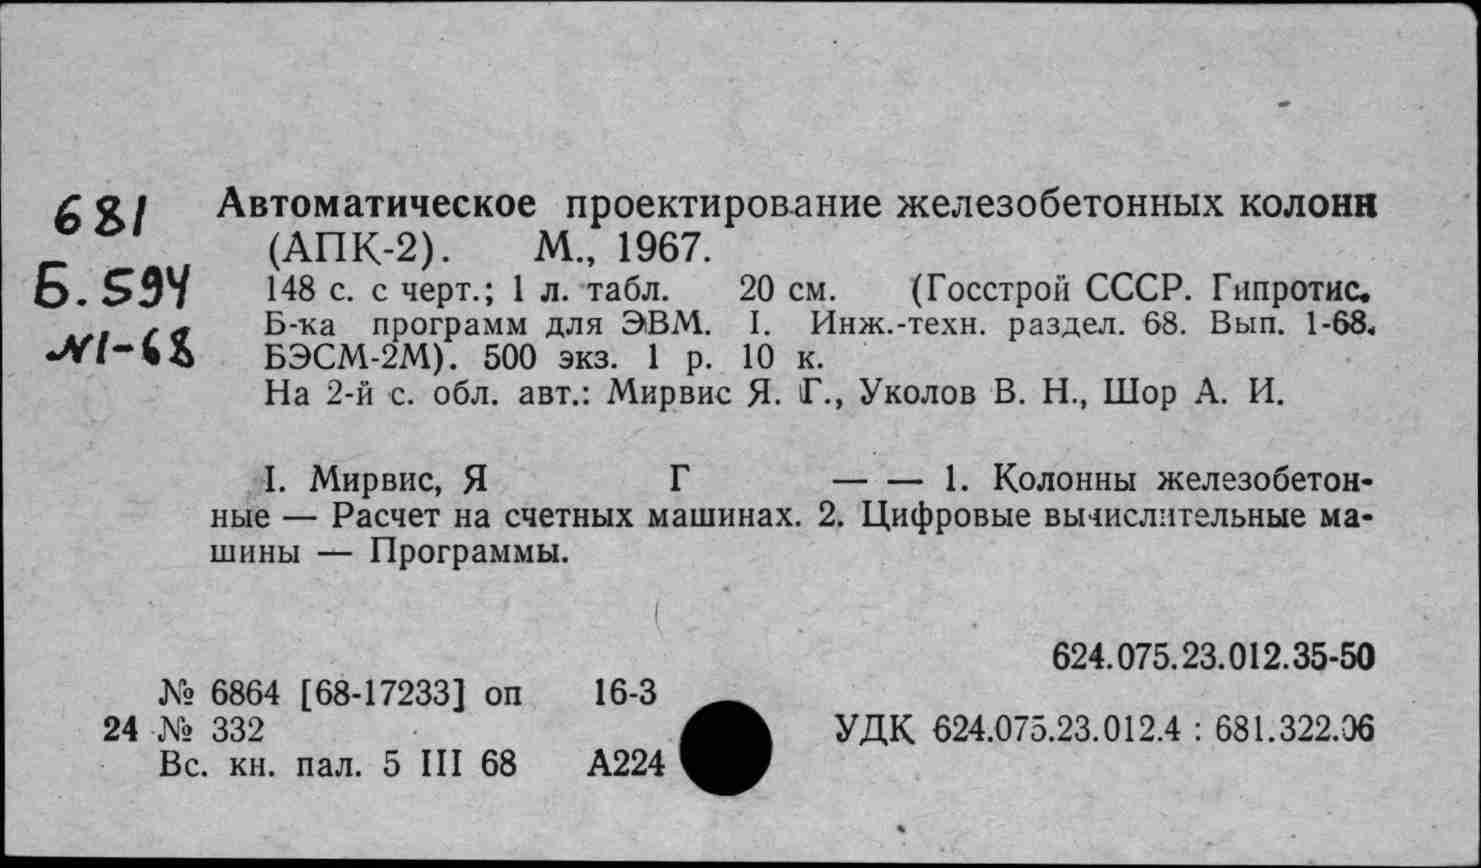 681
Б.594
№1-68
Автоматическое проектирование железобетонных колонн
(АПК-2). М., 1967.
148 с. с черт.; 1 л. табл. 20 см. (Госстрой СССР. Гипротис.
Б-ка программ для ЭВМ. I. Инж.-техн. раздел. 68. Вып. 1-68.
БЭСМ-2М). 500 экз. 1 р. 10 к.
На 2-й с. обл. авт.: Мирвис Я. Г., Уколов В. Н., Шор А. И.
I. Мирвис, Я Г — — 1. Колонны железобетон-
ные — Расчет на счетных машинах. 2. Цифровые вычислительные ма-
шины — Программы.
624.075.23.012.35-50
№ 6864 [68-17233] оп 16-3
24 № 332 УДК 624.075.23.012.4 : 681.322.06
Вс. кн. пал. 5 III 68 А224